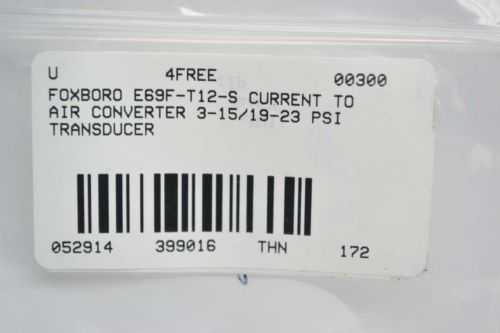 U 4FREE 00300
FOXBORO E69F-T12-S CURRENT TO
AIR CONVERTER 3-15/19-23 PSI
TRANSDUCER
052914 399016 THN 172